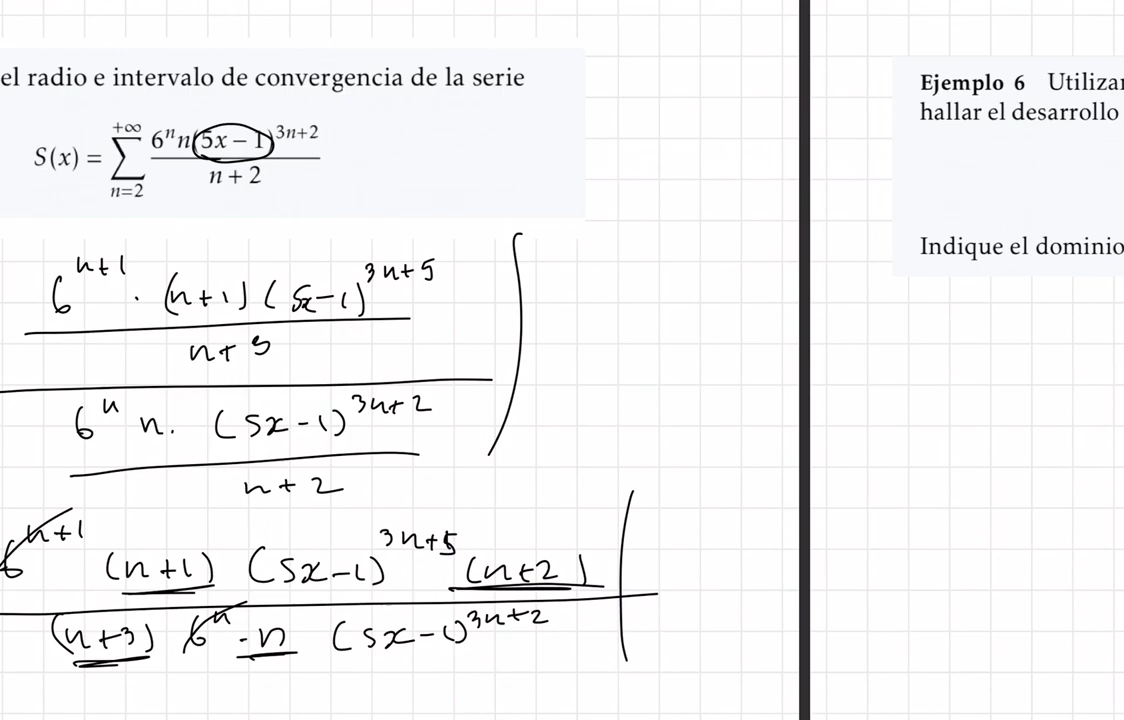 el radio e intervalo de convergencia de la serie
S(x) = ∑_{n=2}^{+∞} \frac{6^n n(5x − 1)^{3n+2}}{n + 2}
6^{n+1} · (n+1) (5x−1)^{3n+5}
n + 3
6^n n. (5x−1)^{3n+2}
n + 2
6^{n+1} (n+1) (5x−1)^{3n+5} (n+2)
(n+3) 6^n · n (5x−1)^{3n+2}
Ejemplo 6 Utilizar
hallar el desarrollo
Indique el dominio